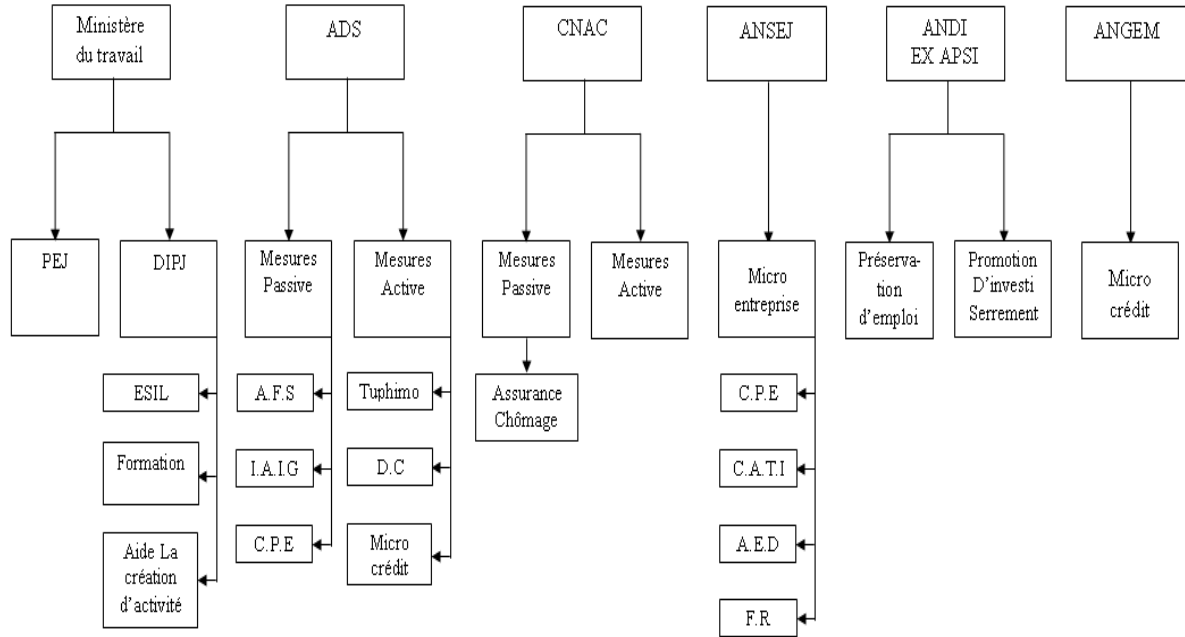 Ministère
du travail
ADS
CNAC
ANSEJ
ANDI
EX APSI
ANGEM
PEJ
DIPJ
Mesures
Passive
Mesures
Active
Mesures
Passive
Mesures
Active
Micro
entreprise
Préserva-
tion
d'emploi
Promotion
D'investi
Serrement
Micro
crédit
ESIL
Formation
Aide La
création
d'activité
A.F.S
I.A.I.G
C.P.E
Tuphimo
D.C
Micro
crédit
Assurance
Chômage
C.P.E
C.A.T.I
A.E.D
F.R